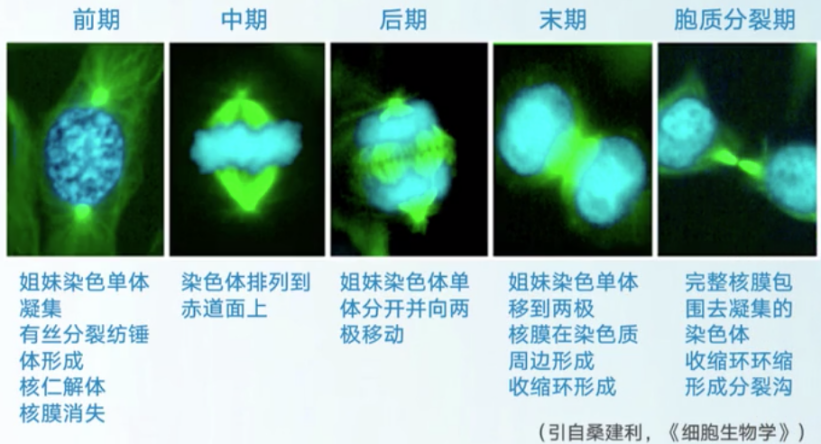 前期
中期
后期
末期
胞质分裂期
姐妹染色单体
凝集
有丝分裂纺锤
体形成
核仁解体
核膜消失
染色体排列到
赤道面上
姐妹染色体单
体分开并向两
极移动
姐妹染色单体
移到两极
核膜在染色质
周边形成
收缩环形成
完整核膜包
围去凝集的
染色体
收缩环环缩
形成分裂沟
（引自桑建利，《细胞生物学》）